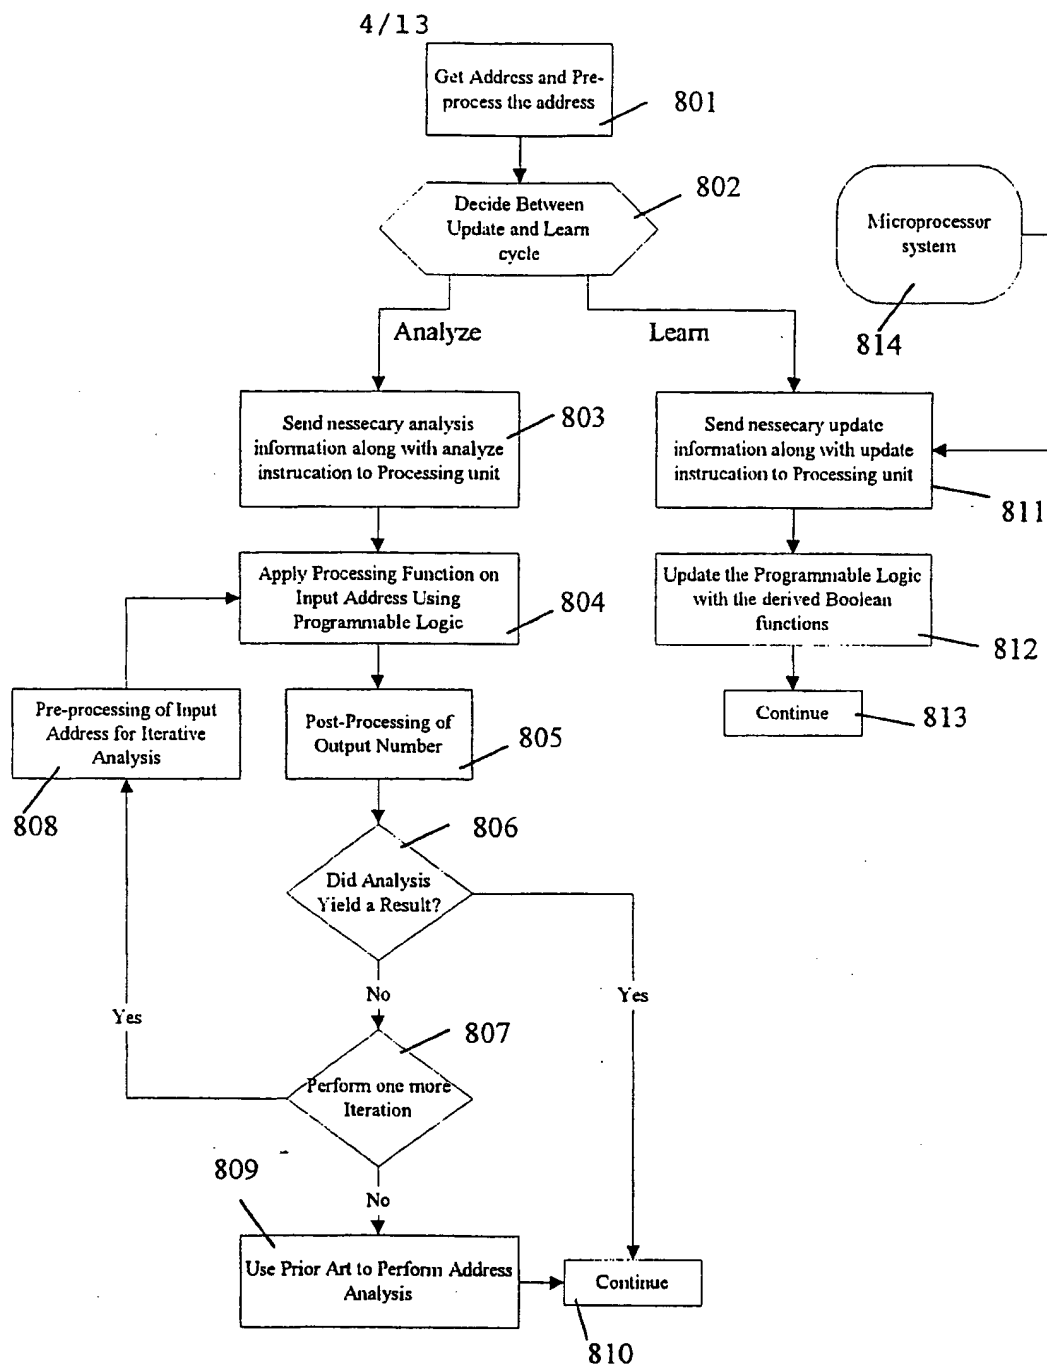 4/13
Get Address and Pre-
process the address
801
802
Decide Between
Update and Learn
cycle
Microprocessor
system
814
Analyze
Learn
Send nessecary analysis
information along with analyze
instrucation to Processing unit
803
Send nessecary update
information along with update
instrucation to Processing unit
811
Apply Processing Function on
Input Address Using
Programmable Logic
804
Update the Programmable Logic
with the derived Boolean
functions
812
Pre-processing of Input
Address for Iterative
Analysis
808
Post-Processing of
Output Number
805
Continue
813
806
Did Analysis
Yield a Result?
No
Yes
Yes
807
Perform one more
Iteration
809
No
Use Prior Art to Perform Address
Analysis
Continue
810